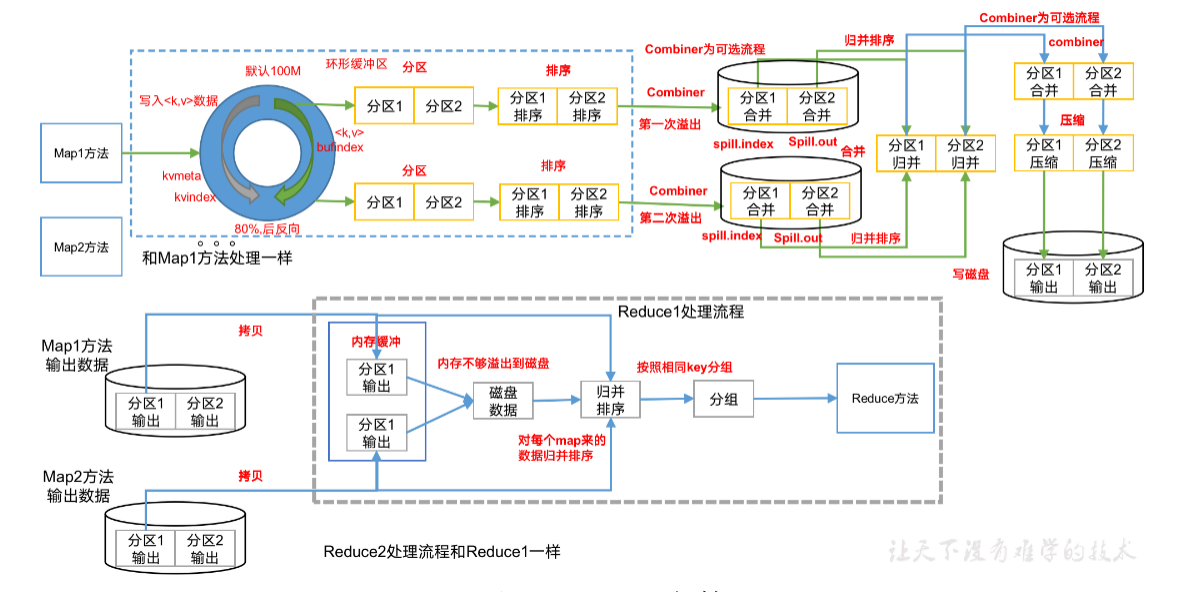 Combiner为可选流程
归并排序
combiner
Combiner为可选流程
默认100M
环形缓冲区
分区
排序
写入<k,v>数据
分区1
分区2
分区1
排序
分区2
排序
Combiner
第一次溢出
分区1
合并
分区2
合并
spill.index
Spill.out
合并
分区1
合并
分区2
合并
压缩
分区1
归并
分区2
归并
分区1
压缩
分区2
压缩
Map1方法
<k,v>
bufindex
kvmeta
kvindex
80%,后反向
分区
排序
分区1
分区2
分区1
排序
分区2
排序
Combiner
第二次溢出
分区1
合并
分区2
合并
spill.index
Spill.out
归并排序
Map2方法
和Map1方法处理一样
写磁盘
分区1
输出
分区2
输出
Reduce1处理流程
拷贝
Map1方法
输出数据
分区1
输出
分区2
输出
内存缓冲
分区1
输出
分区1
输出
内存不够溢出到磁盘
磁盘
数据
归并
排序
对每个map来的
数据归并排序
按照相同key分组
分组
Reduce方法
拷贝
Map2方法
输出数据
分区1
输出
分区2
输出
Reduce2处理流程和Reduce1一样
让天下没有难学的技术